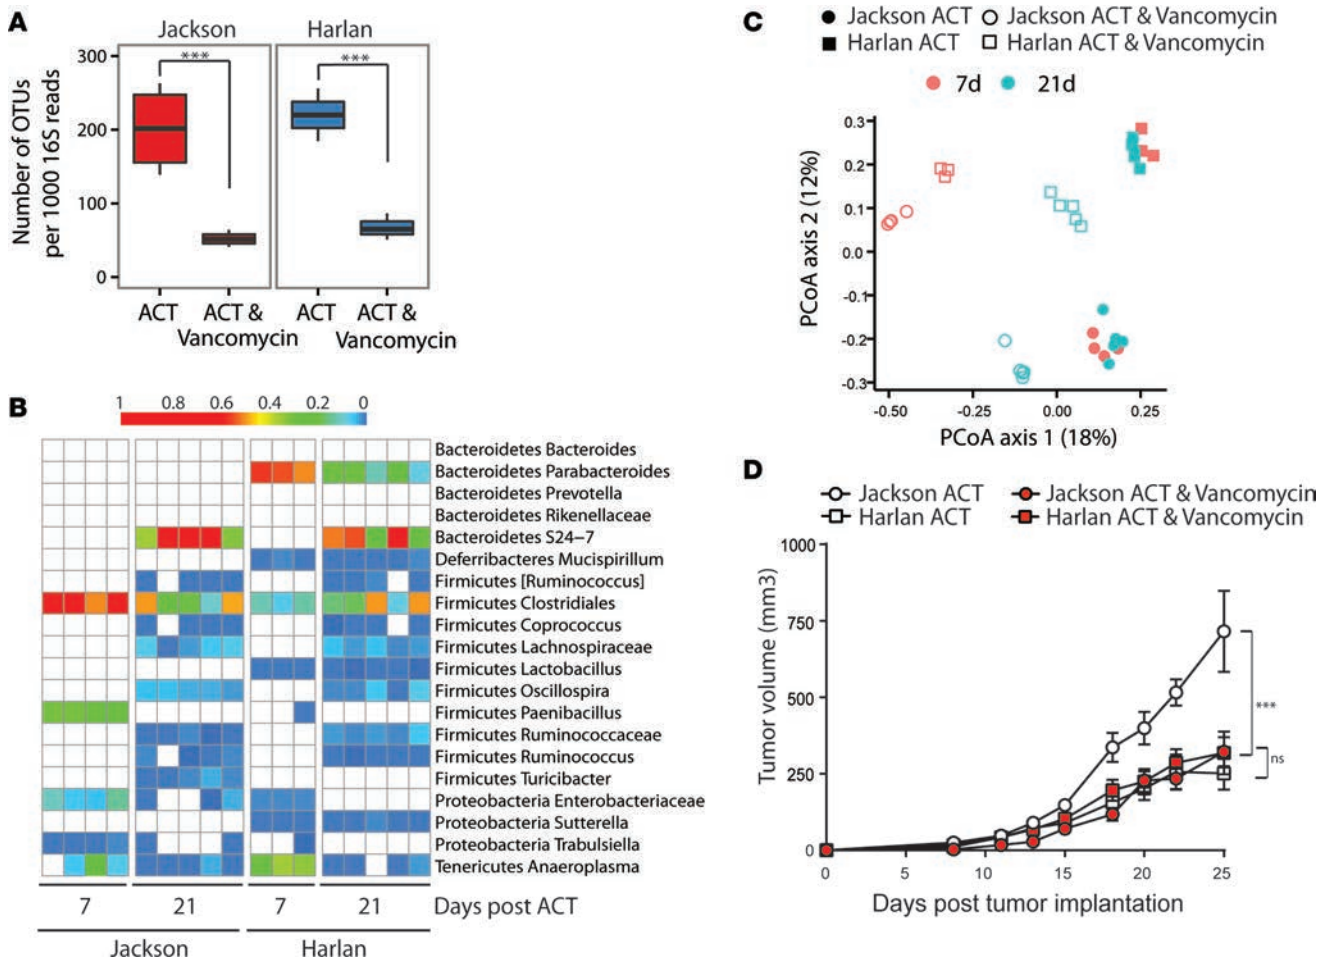 A
Jackson
Harlan
***
***
Number of OTUs
per 1000 16S reads
300
200
100
0
ACT
ACT &
Vancomycin
ACT
ACT &
Vancomycin
B
1
0.8
0.6
0.4
0.2
0
Bacteroidetes Bacteroides
Bacteroidetes Parabacteroides
Bacteroidetes Prevotella
Bacteroidetes Rikenellaceae
Bacteroidetes S24–7
Deferribacteres Mucispirillum
Firmicutes [Ruminococcus]
Firmicutes Clostridiales
Firmicutes Coprococcus
Firmicutes Lachnospiraceae
Firmicutes Lactobacillus
Firmicutes Oscillospira
Firmicutes Paenibacillus
Firmicutes Ruminococcaceae
Firmicutes Ruminococcus
Firmicutes Turicibacter
Proteobacteria Enterobacteriaceae
Proteobacteria Sutterella
Proteobacteria Trabulsiella
Tenericutes Anaeroplasma
7
21
7
21
Days post ACT
Jackson
Harlan
C
Jackson ACT
Jackson ACT & Vancomycin
Harlan ACT
Harlan ACT & Vancomycin
7d
21d
PCoA axis 2 (12%)
0.3
0.2
0.1
0.0
-0.1
-0.2
-0.3
-0.50
-0.25
0.00
0.25
PCoA axis 1 (18%)
D
Jackson ACT
Jackson ACT & Vancomycin
Harlan ACT
Harlan ACT & Vancomycin
Tumor volume (mm3)
1000
750
500
250
0
***
ns
0
5
10
15
20
25
Days post tumor implantation